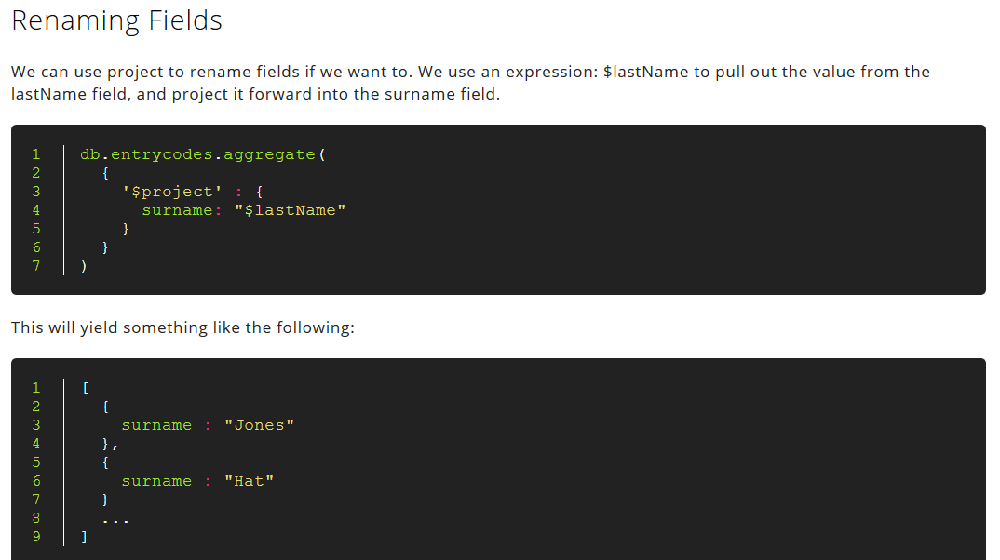 Renaming Fields
We can use project to rename fields if we want to. We use an expression: $lastName to pull out the value from the
lastName field, and project it forward into the surname field.
1 db.entrycodes.aggregate(
2 {
3 '$project' : {
4 surname: "$lastName"
5 }
6 }
7 )
This will yield something like the following:
1 [
2 {
3 surname : "Jones"
4 },
5 {
6 surname : "Hat"
7 }
8 ...
9 ]